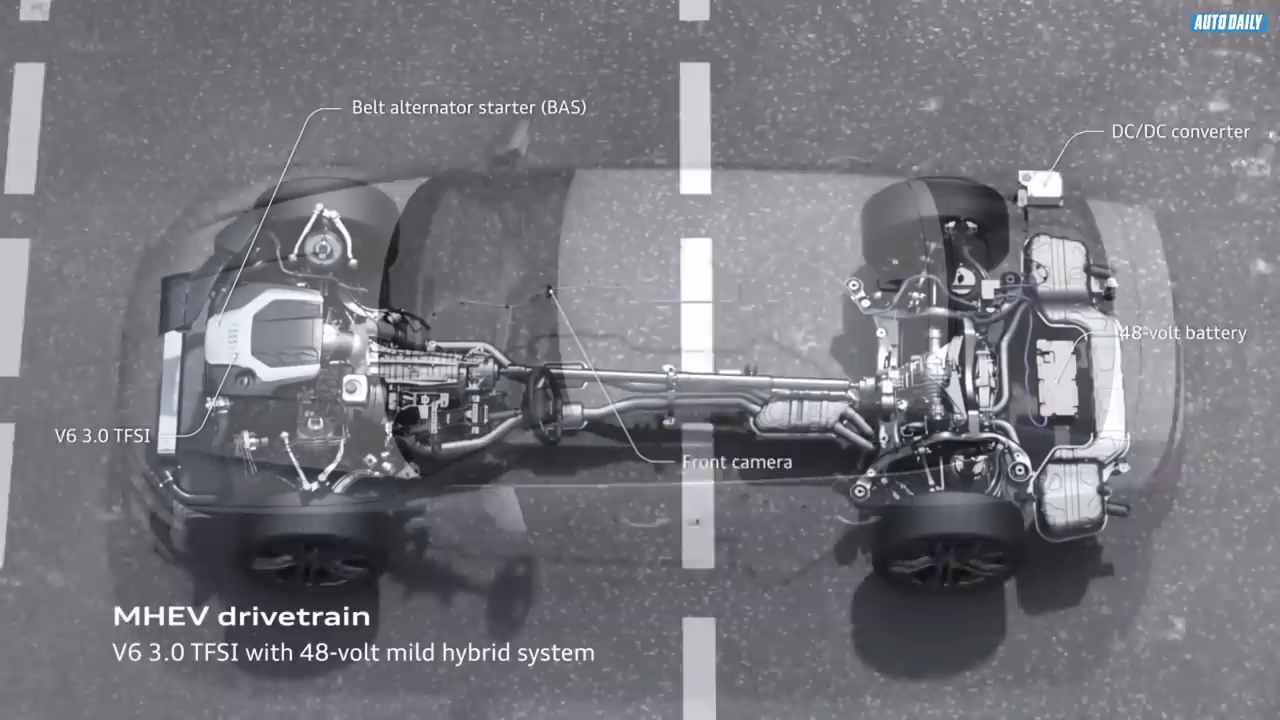 AUTO DAILY
Belt alternator starter (BAS)
DC/DC converter
48-volt battery
V6 3.0 TFSI
Front camera
MHEV drivetrain
V6 3.0 TFSI with 48-volt mild hybrid system